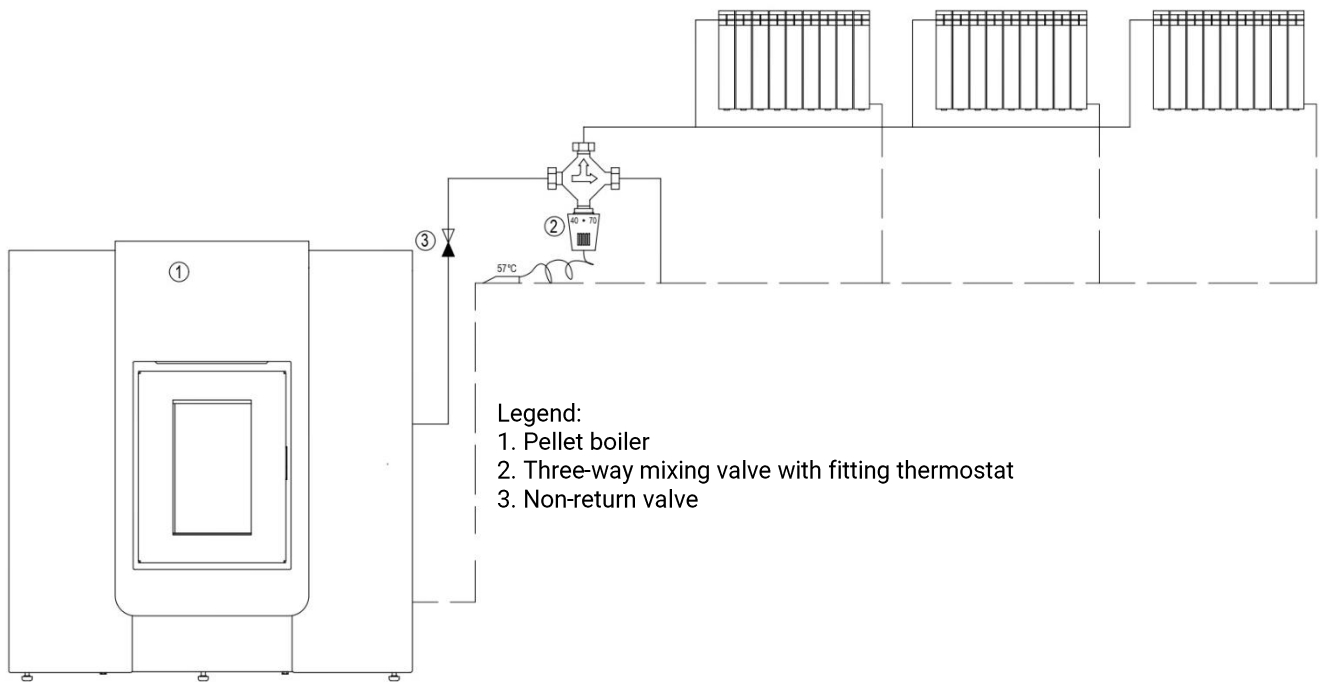 ③
②
40 • 70
①
57°C
Legend:
1. Pellet boiler
2. Three-way mixing valve with fitting thermostat
3. Non-return valve